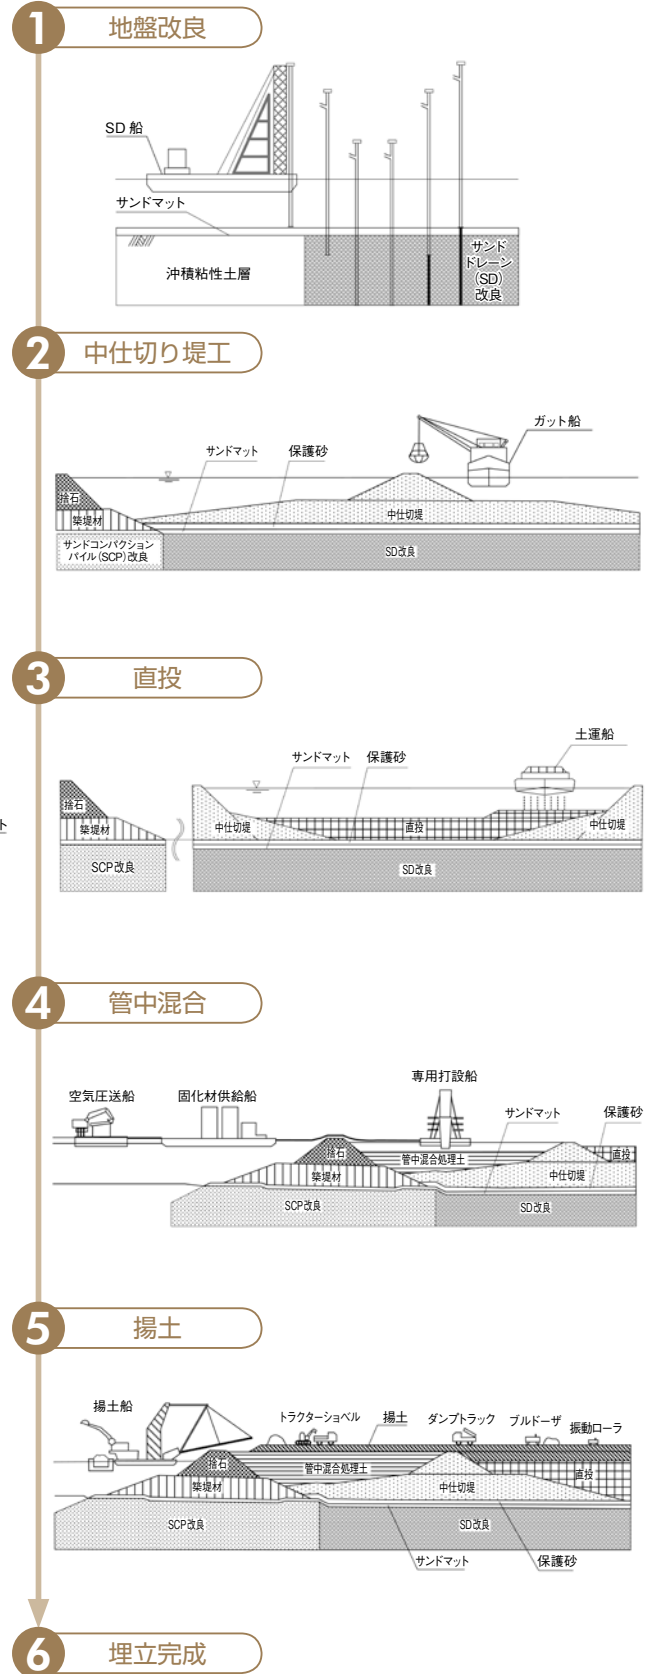 1 地盤改良
SD 船
サンドマット
沖積粘性土層
サンド
ドレーン
(SD)
改良
2 中仕切り堤工
ガット船
サンドマット
保護砂
捨石
築堤材
中仕切堤
サンドコンパクション
パイル(SCP)改良
SD改良
3 直投
土運船
サンドマット
保護砂
捨石
築堤材
中仕切堤
直投
中仕切堤
SCP改良
SD改良
ト
4 管中混合
空気圧送船
固化材供給船
専用打設船
サンドマット
保護砂
捨石
管中混合処理土
直投
築堤材
中仕切堤
SCP改良
SD改良
5 揚土
揚土船
トラクターショベル
揚土
ダンプトラック
ブルドーザ
振動ローラ
捨石
管中混合処理土
直投
築堤材
中仕切堤
SCP改良
SD改良
サンドマット
保護砂
6 埋立完成